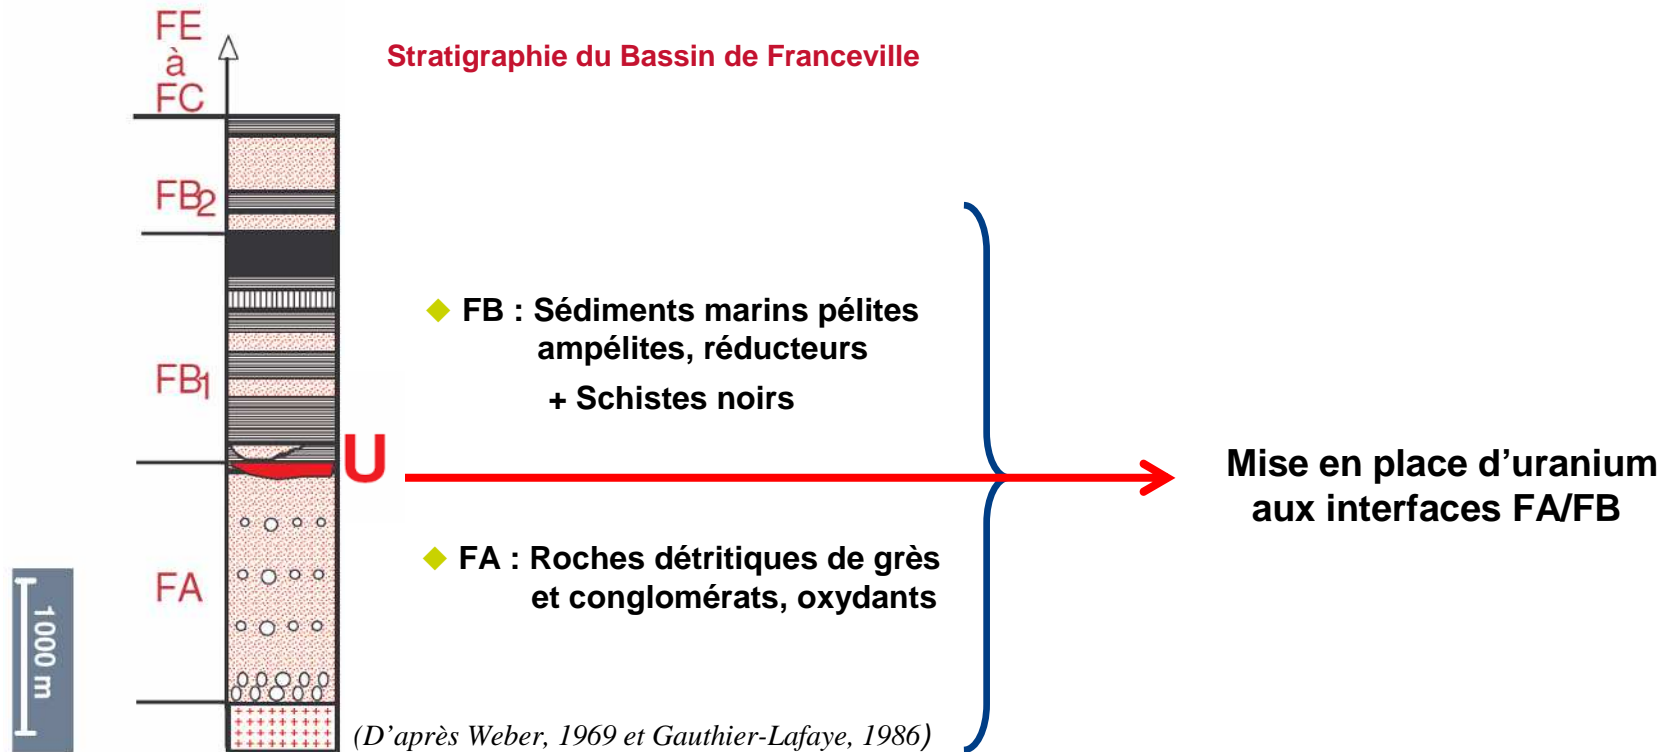 Stratigraphie du Bassin de Franceville
FE
à
FC
FB2
FB1
U
FA
1000 m
◆ FB : Sédiments marins pélites
ampélites, réducteurs
+ Schistes noirs
◆ FA : Roches détritiques de grès
et conglomérats, oxydants
Mise en place d’uranium
aux interfaces FA/FB
(D’après Weber, 1969 et Gauthier-Lafaye, 1986)